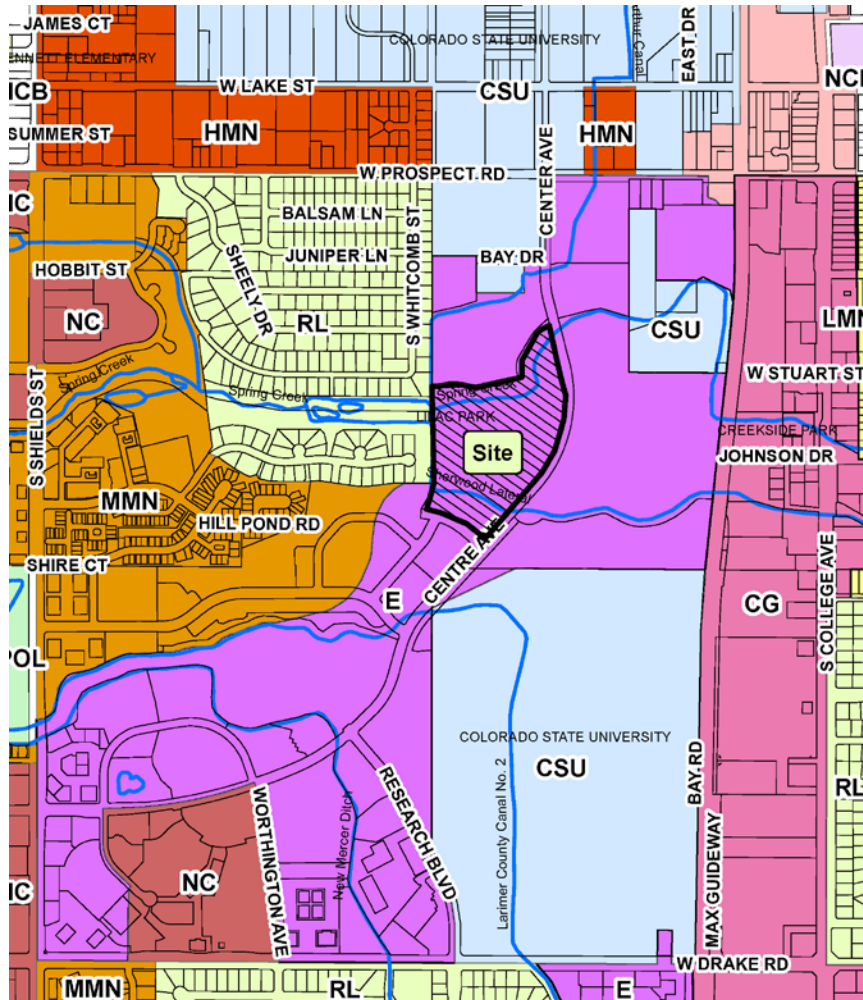 JAMES CT
COLORADO STATE UNIVERSITY
Arthur Canal
EAST DR
ENNETT ELEMENTARY
W LAKE ST
CSU
NCB
SUMMER ST
HMN
HMN
CENTER AVE
W PROSPECT RD
BALSAM LN
S WHITCOMB ST
JUNIPER LN
BAY DR
SHEELY DR
HOBBIT ST
NC
RL
CSU
LMN
Spring Creek
Spring Creek
Spring Creek
W STUART ST
LILAC PARK
CREEKSIDE PARK
S SHIELDS ST
Site
JOHNSON DR
Sherwood Lateral
MMN
HILL POND RD
CENTRE AVE
SHIRE CT
E
CG
S COLLEGE AVE
POL
COLORADO STATE UNIVERSITY
CSU
BAY RD
RL
RESEARCH BLVD
Larimer County Canal No. 2
WORTHINGTON AVE
New Mercer Ditch
MAX GUIDEWAY
NC
W DRAKE RD
MMN
RL
E